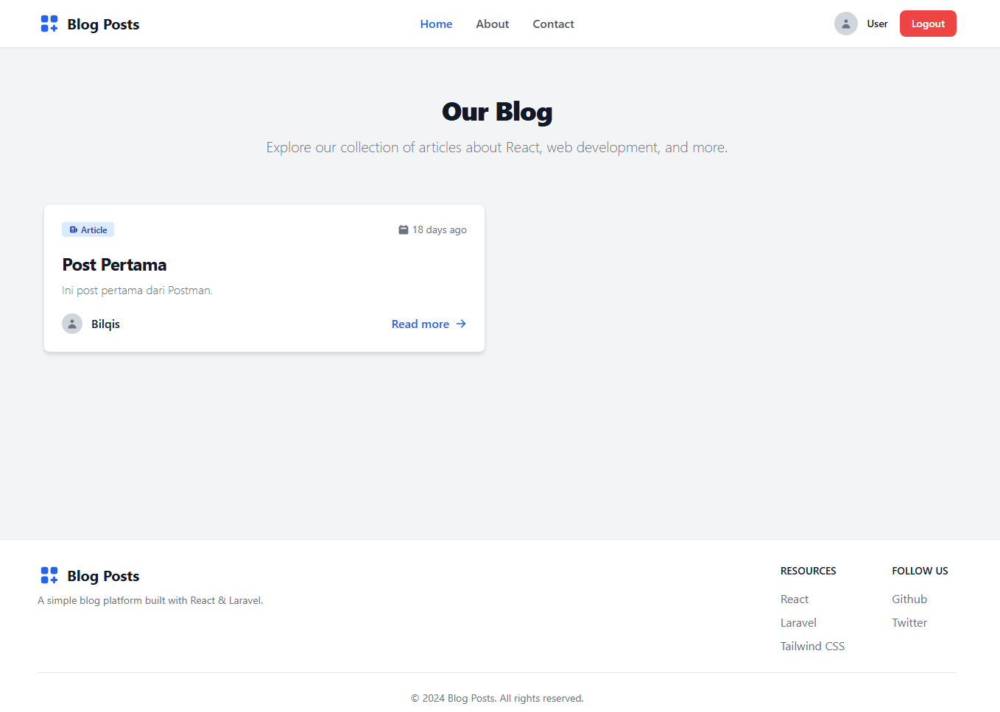 Blog Posts
Home
About
Contact
User
Logout
Our Blog
Explore our collection of articles about React, web development, and more.
Article
18 days ago
Post Pertama
Ini post pertama dari Postman.
Bilqis
Read more
Blog Posts
A simple blog platform built with React & Laravel.
RESOURCES
React
Laravel
Tailwind CSS
FOLLOW US
Github
Twitter
© 2024 Blog Posts. All rights reserved.